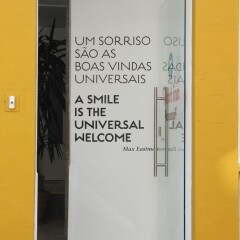 UM SORRISO
SÃO AS
BOAS VINDAS
UNIVERSAIS
A SMILE
IS THE
UNIVERSAL
WELCOME
Max Eastman